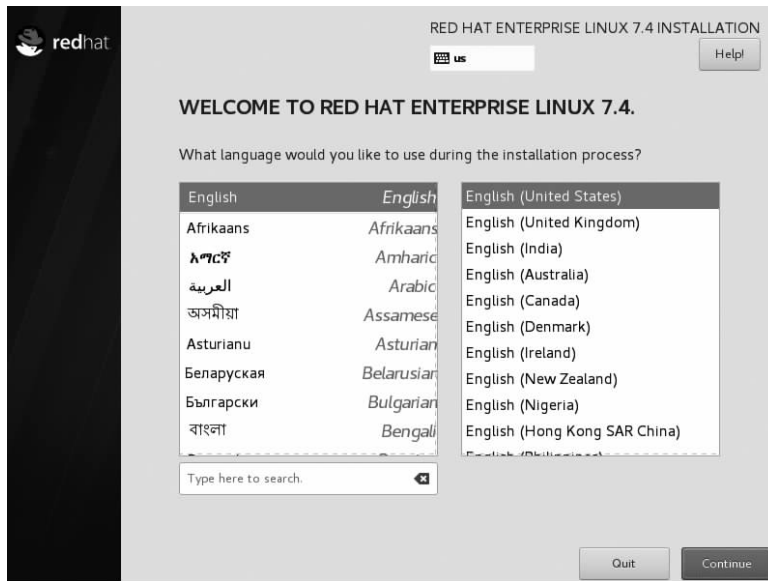 redhat
RED HAT ENTERPRISE LINUX 7.4 INSTALLATION
us
Help!
WELCOME TO RED HAT ENTERPRISE LINUX 7.4.
What language would you like to use during the installation process?
English English
Afrikaans Afrikaans
አማርኛ Amharic
العربية Arabic
অসমীয়া Assamese
Asturianu Asturian
Беларуская Belarusian
Български Bulgarian
বাংলা Bengali
English (United States)
English (United Kingdom)
English (India)
English (Australia)
English (Canada)
English (Denmark)
English (Ireland)
English (New Zealand)
English (Nigeria)
English (Hong Kong SAR China)
English (Philippines)
Type here to search.
Quit
Continue